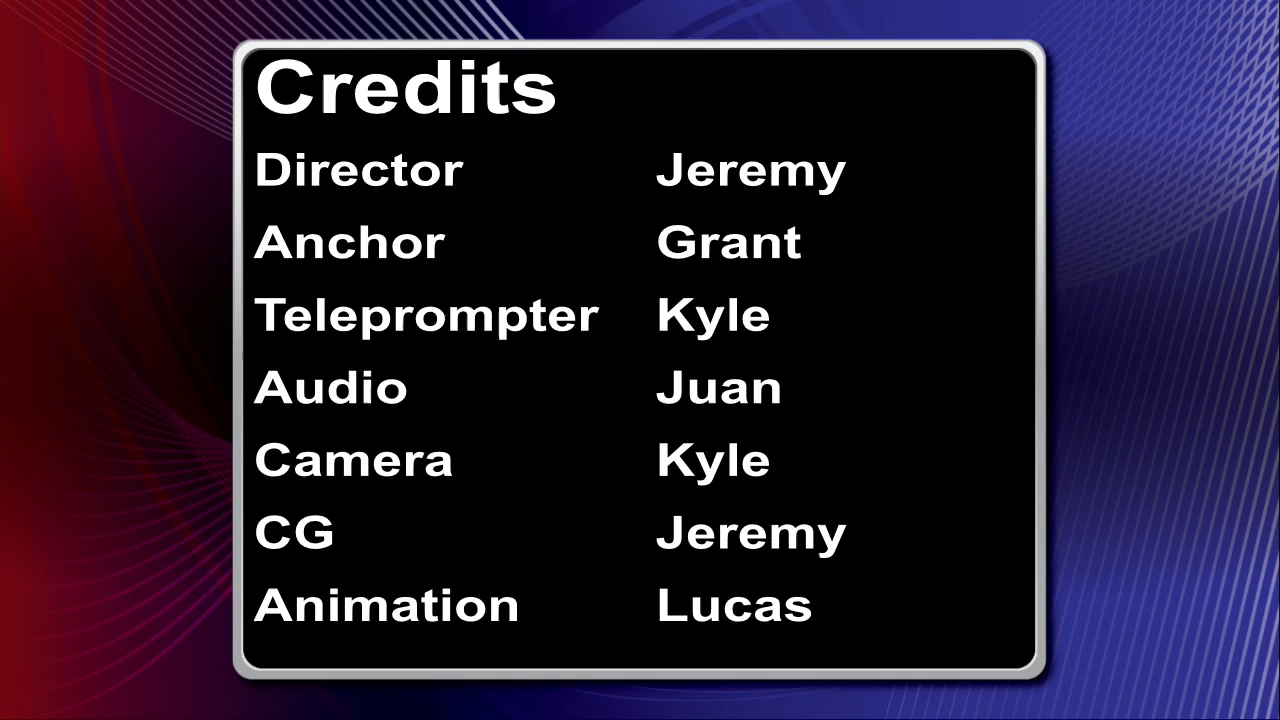 Credits
Director Jeremy
Anchor Grant
Teleprompter Kyle
Audio Juan
Camera Kyle
CG Jeremy
Animation Lucas